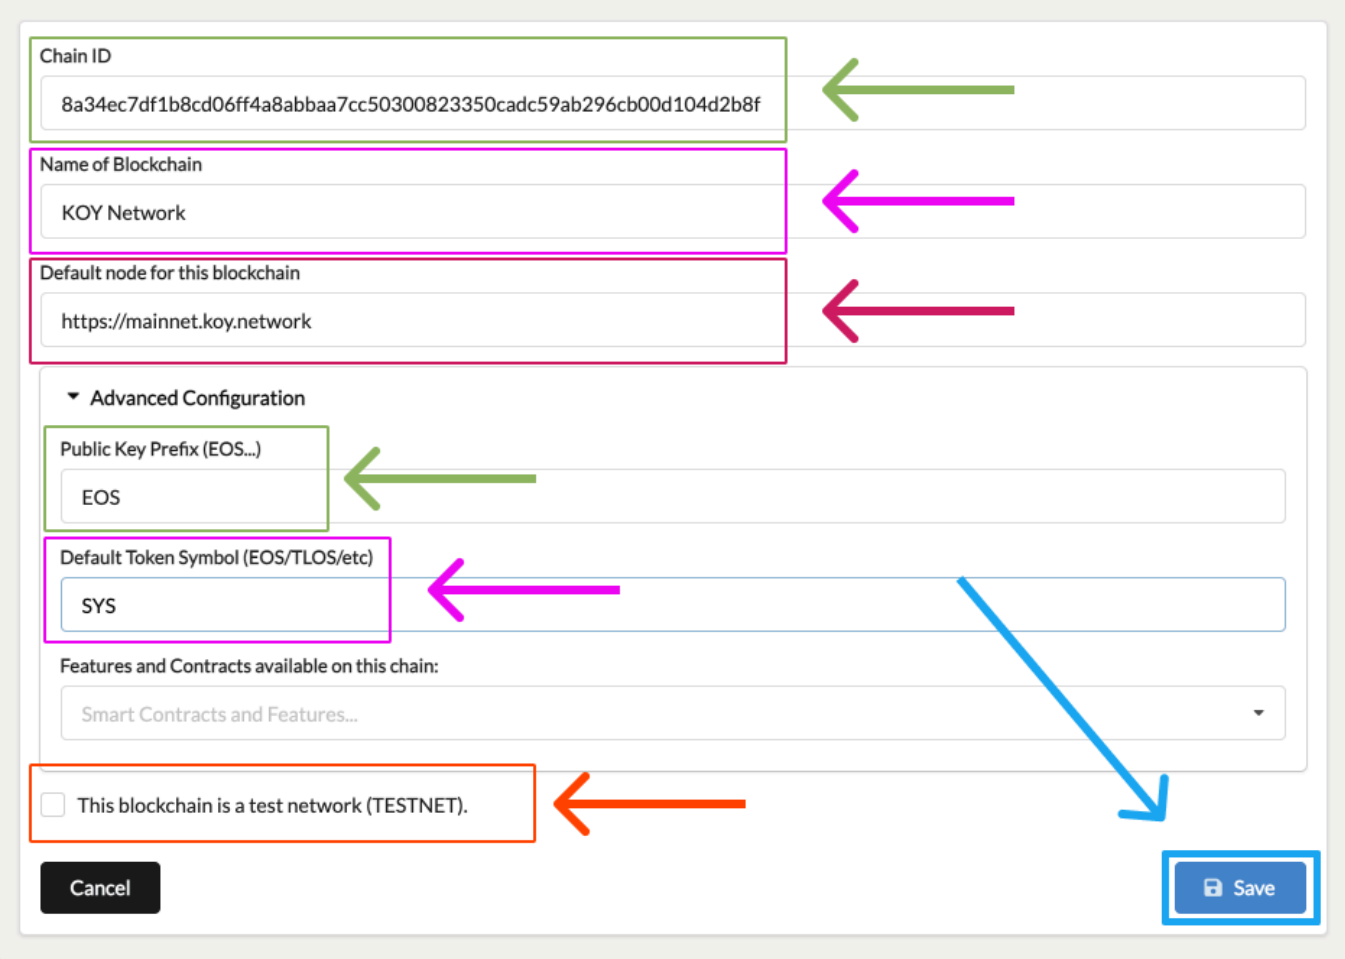 Chain ID
8a34ec7df1b8cd06ff4a8abbaa7cc50300823350cadc59ab296cb00d104d2b8f
Name of Blockchain
KOY Network
Default node for this blockchain
https://mainnet.koy.network
Advanced Configuration
Public Key Prefix (EOS...)
EOS
Default Token Symbol (EOS/TLOS/etc)
SYS
Features and Contracts available on this chain:
Smart Contracts and Features...
This blockchain is a test network (TESTNET).
Cancel
Save